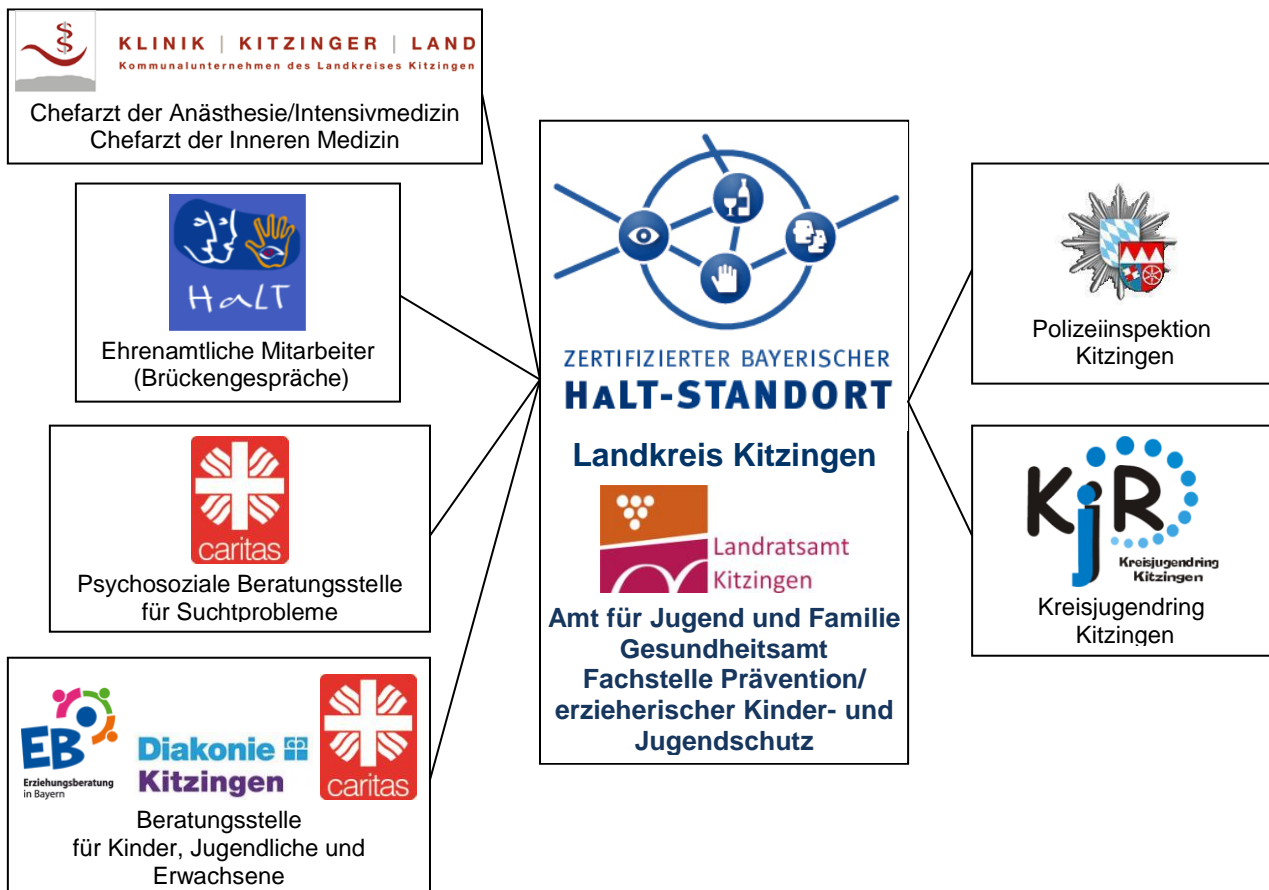 KLINIK | KITZINGER | LAND
Kommunalunternehmen des Landkreises Kitzingen
Chefarzt der Anästhesie/Intensivmedizin
Chefarzt der Inneren Medizin
HaLT
Ehrenamtliche Mitarbeiter
(Brückengespräche)
caritas
Psychosoziale Beratungsstelle
für Suchtprobleme
EB
Erziehungsberatung
in Bayern
Diakonie
Kitzingen
caritas
Beratungsstelle
für Kinder, Jugendliche und
Erwachsene
ZERTIFIZIERTER BAYERISCHER
HALT-STANDORT
Landkreis Kitzingen
Landratsamt
Kitzingen
Amt für Jugend und Familie
Gesundheitsamt
Fachstelle Prävention/
erzieherischer Kinder- und
Jugendschutz
Polizeiinspektion
Kitzingen
KjR
Kreisjugendring
Kitzingen
Kreisjugendring
Kitzingen